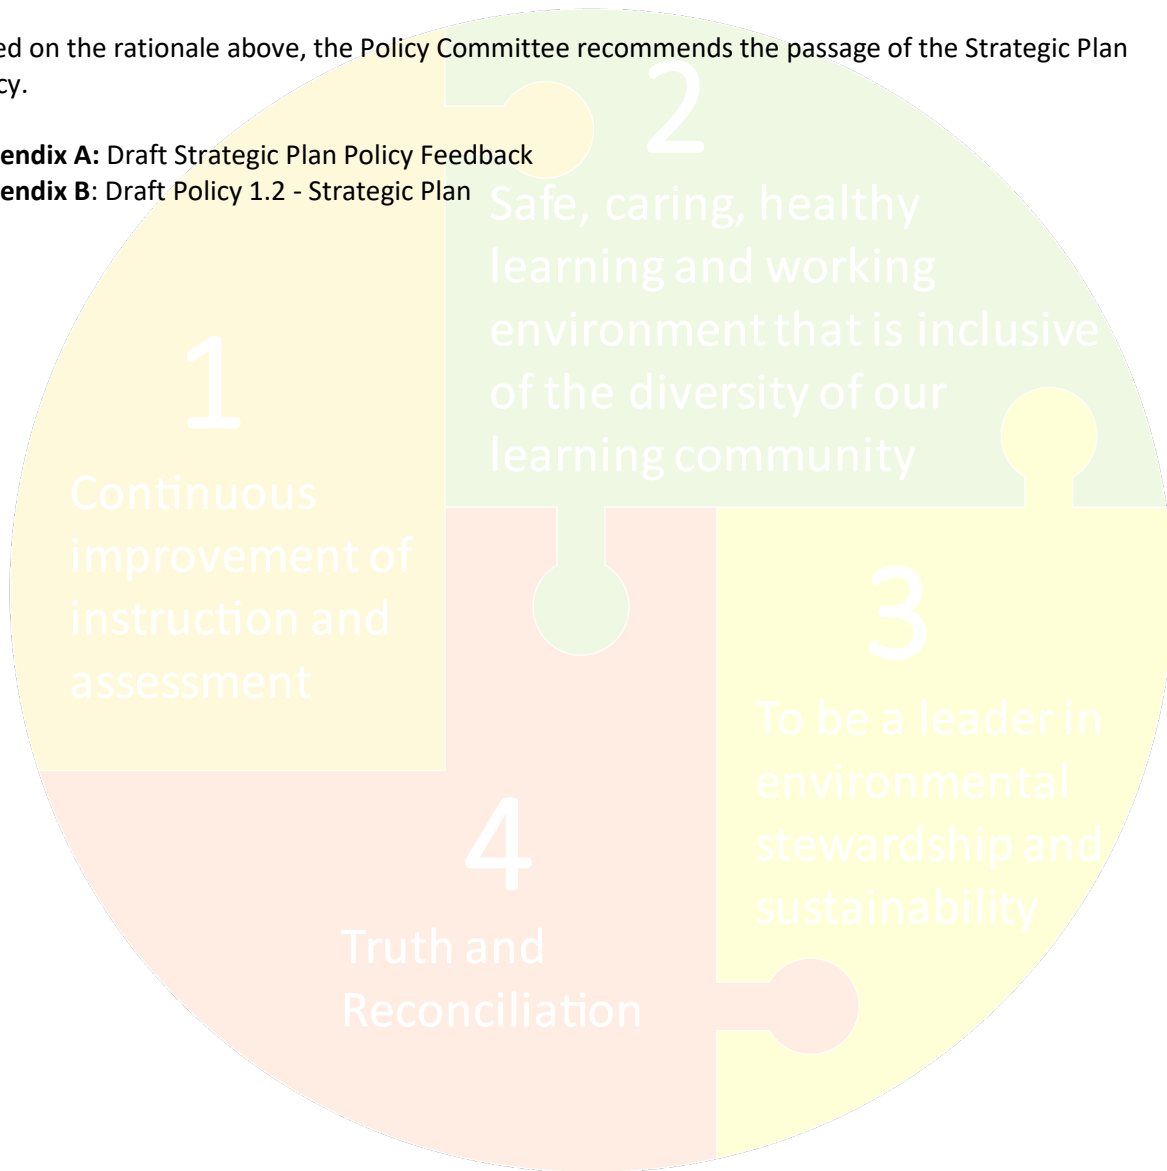 ed on the rationale above, the Policy Committee recommends the passage of the Strategic Plan
cy.
endix A: Draft Strategic Plan Policy Feedback
endix B: Draft Policy 1.2 - Strategic Plan
2
Safe, caring, healthy
learning and working
environment that is inclusive
of the diversity of our
learning community
1
Continuous
improvement of
instruction and
assessment
3
To be a leader in
environmental
stewardship and
sustainability
4
Truth and
Reconciliation